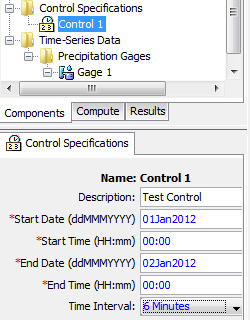 Control Specifications
Control 1
Time-Series Data
Precipitation Gages
Gage 1
Components Compute Results
Control Specifications
Name: Control 1
Description: Test Control
*Start Date (ddMMMYYYY) 01Jan2012
*Start Time (HH:mm) 00:00
*End Date (ddMMMYYYY) 02Jan2012
*End Time (HH:mm) 00:00
Time Interval: 6 Minutes